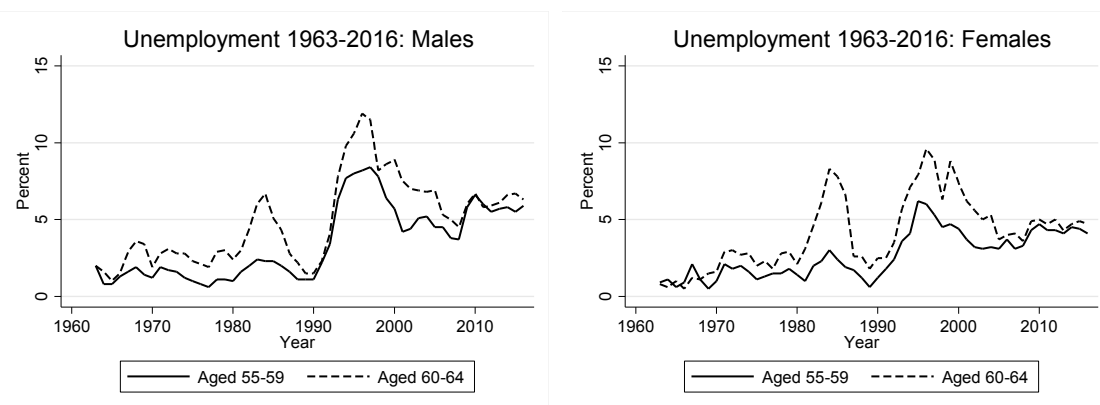 Unemployment 1963-2016: Males
15
10
5
0
Percent
1960 1970 1980 1990 2000 2010
Year
Aged 55-59 Aged 60-64
Unemployment 1963-2016: Females
15
10
5
0
Percent
1960 1970 1980 1990 2000 2010
Year
Aged 55-59 Aged 60-64